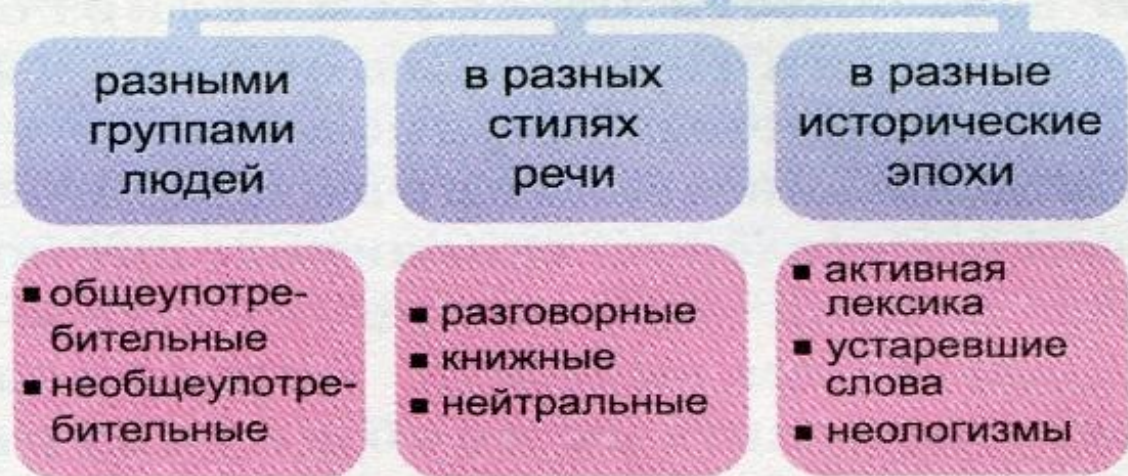 разными
группами
людей
в разных
стилях
речи
в разные
исторические
эпохи
▪ общеупотре-
бительные
▪ необщеупотре-
бительные
▪ разговорные
▪ книжные
▪ нейтральные
▪ активная
лексика
▪ устаревшие
слова
▪ неологизмы